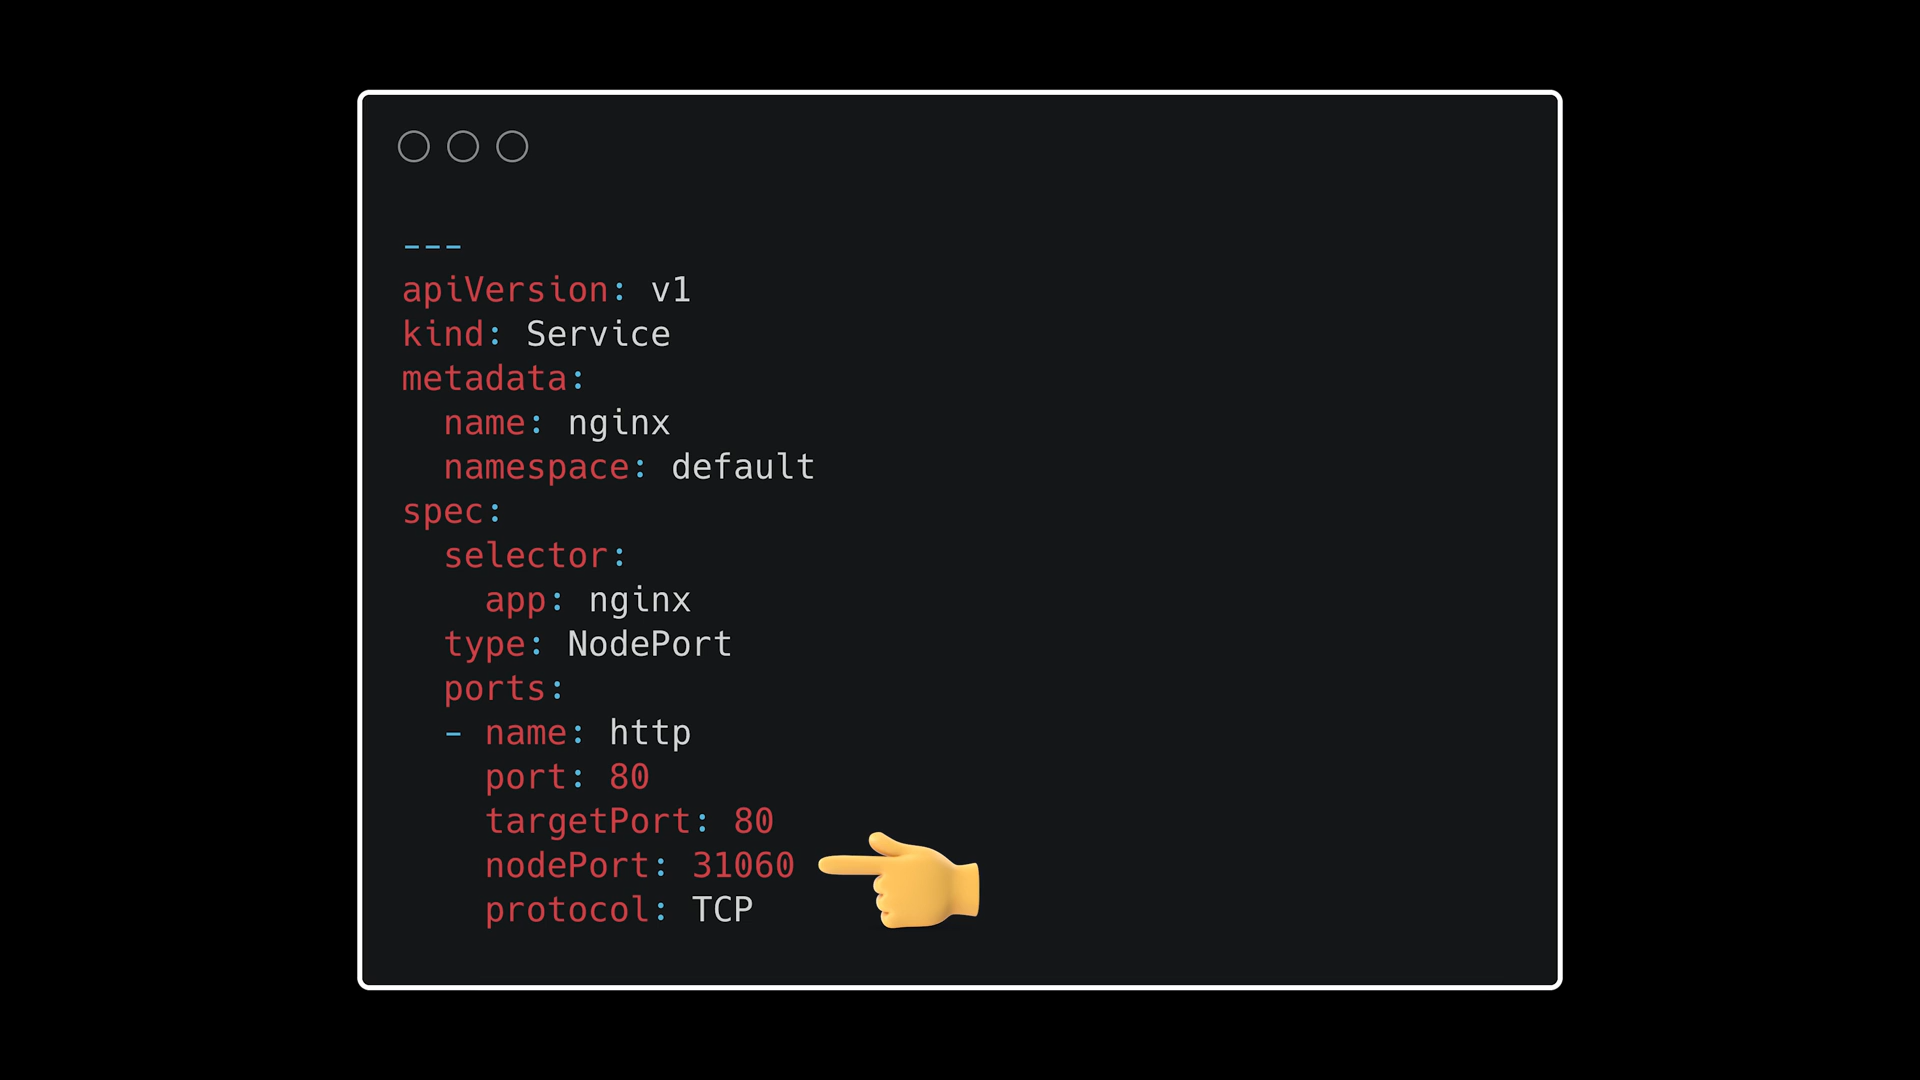 ---
apiVersion: v1
kind: Service
metadata:
  name: nginx
  namespace: default
spec:
  selector:
    app: nginx
  type: NodePort
  ports:
  - name: http
    port: 80
    targetPort: 80
    nodePort: 31060
    protocol: TCP